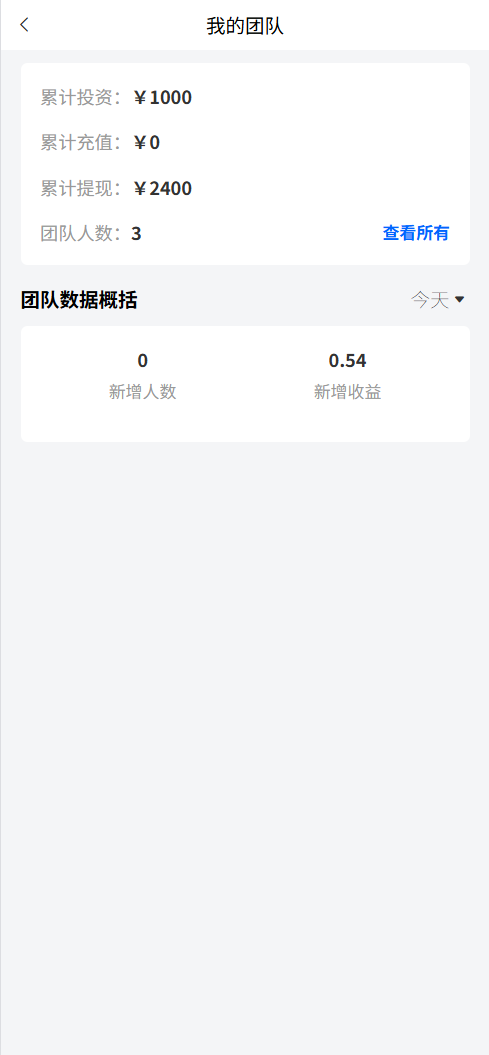 我的团队
累计投资：￥1000
累计充值：￥0
累计提现：￥2400
团队人数：3 查看所有
团队数据概括 今天
0 0.54
新增人数 新增收益